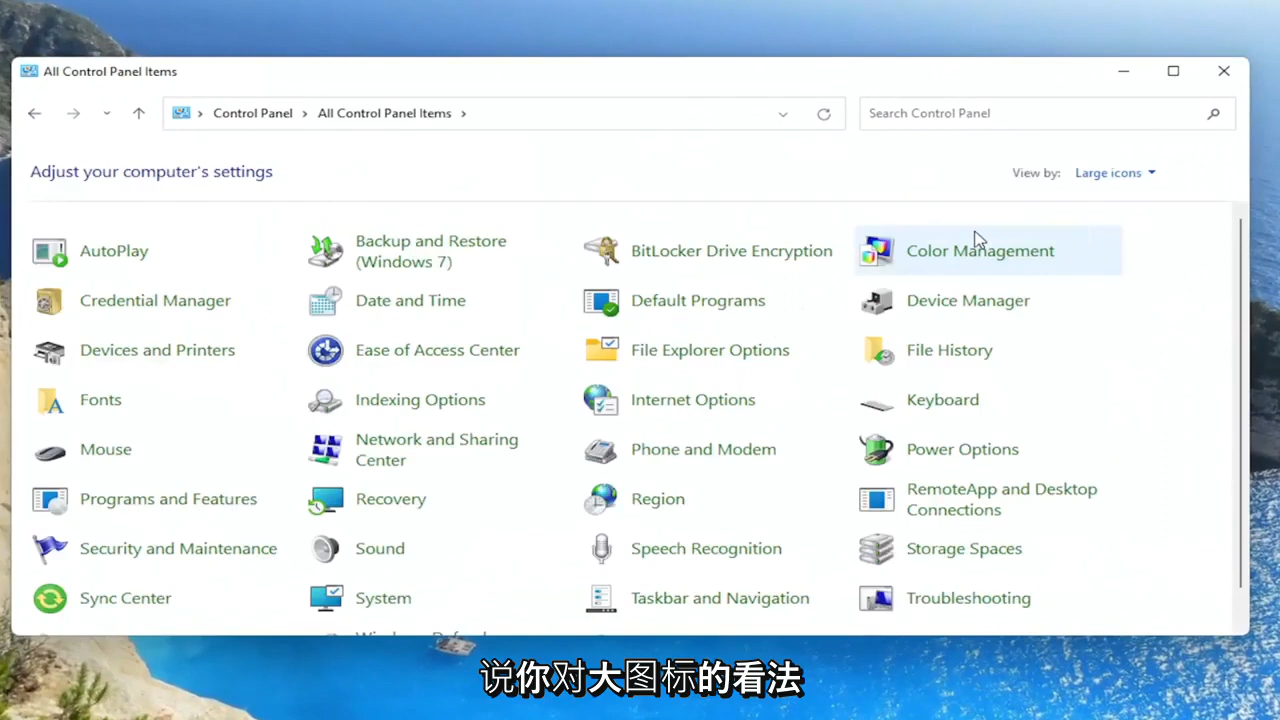 All Control Panel Items
Control Panel
All Control Panel Items
Search Control Panel
Adjust your computer's settings
View by:
Large icons
AutoPlay
Backup and Restore
(Windows 7)
BitLocker Drive Encryption
Color Management
Credential Manager
Date and Time
Default Programs
Device Manager
Devices and Printers
Ease of Access Center
File Explorer Options
File History
Fonts
Indexing Options
Internet Options
Keyboard
Mouse
Network and Sharing
Center
Phone and Modem
Power Options
Programs and Features
Recovery
Region
RemoteApp and Desktop
Connections
Security and Maintenance
Sound
Speech Recognition
Storage Spaces
Sync Center
System
Taskbar and Navigation
Troubleshooting
说你对大图标的看法